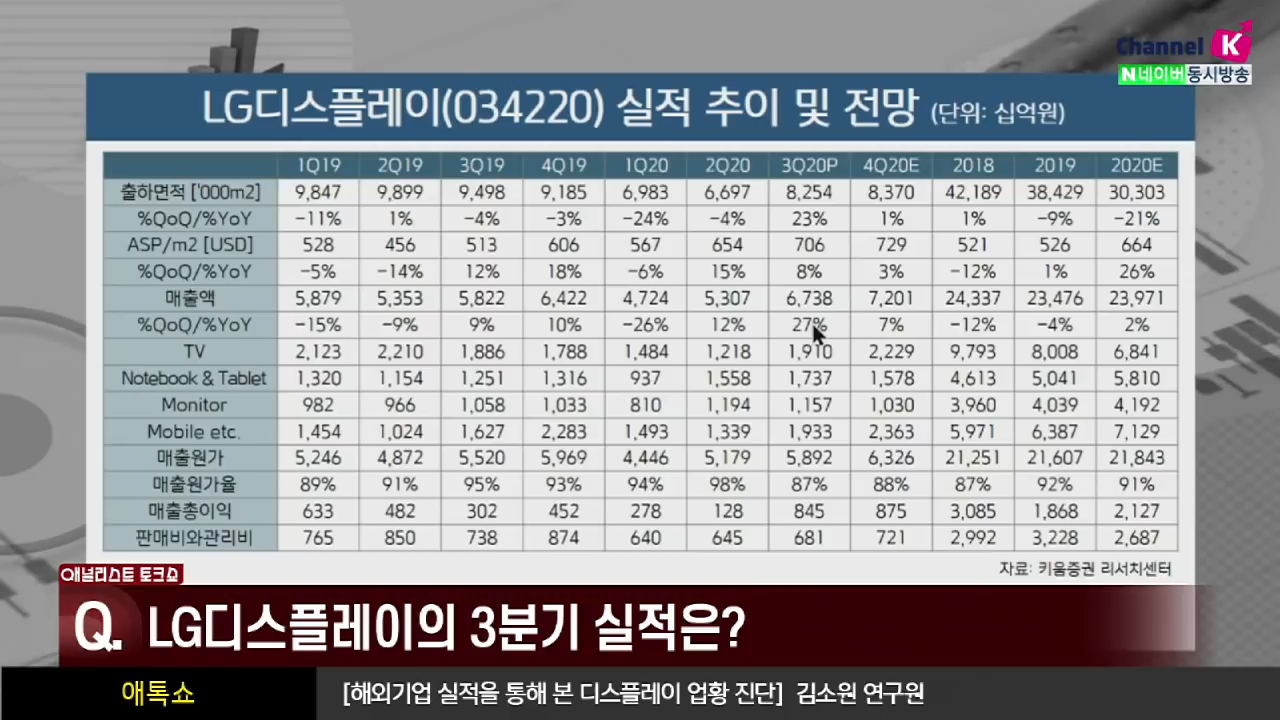 Channel K
N네이버 동시방송
LG디스플레이(034220) 실적 추이 및 전망 (단위: 십억원)
1Q19 2Q19 3Q19 4Q19 1Q20 2Q20 3Q20P 4Q20E 2018 2019 2020E
출하면적 ['000m2] 9,847 9,899 9,498 9,185 6,983 6,697 8,254 8,370 42,189 38,429 30,303
%QoQ/%YoY -11% 1% -4% -3% -24% -4% 23% 1% 1% -9% -21%
ASP/m2 [USD] 528 456 513 606 567 654 706 729 521 526 664
%QoQ/%YoY -5% -14% 12% 18% -6% 15% 8% 3% -12% 1% 26%
매출액 5,879 5,353 5,822 6,422 4,724 5,307 6,738 7,201 24,337 23,476 23,971
%QoQ/%YoY -15% -9% 9% 10% -26% 12% 27% 7% -12% -4% 2%
TV 2,123 2,210 1,886 1,788 1,484 1,218 1,910 2,229 9,793 8,008 6,841
Notebook & Tablet 1,320 1,154 1,251 1,316 937 1,558 1,737 1,578 4,613 5,041 5,810
Monitor 982 966 1,058 1,033 810 1,194 1,157 1,030 3,960 4,039 4,192
Mobile etc. 1,454 1,024 1,627 2,283 1,493 1,339 1,933 2,363 5,971 6,387 7,129
매출원가 5,246 4,872 5,520 5,969 4,446 5,179 5,892 6,326 21,251 21,607 21,843
매출원가율 89% 91% 95% 93% 94% 98% 87% 88% 87% 92% 91%
매출총이익 633 482 302 452 278 128 845 875 3,085 1,868 2,127
판매비와관리비 765 850 738 874 640 645 681 721 2,992 3,228 2,687
자료: 키움증권 리서치센터
애널리스트 토크쇼
Q. LG디스플레이의 3분기 실적은?
애톡쇼 [해외기업 실적을 통해 본 디스플레이 업황 진단] 김소원 연구원